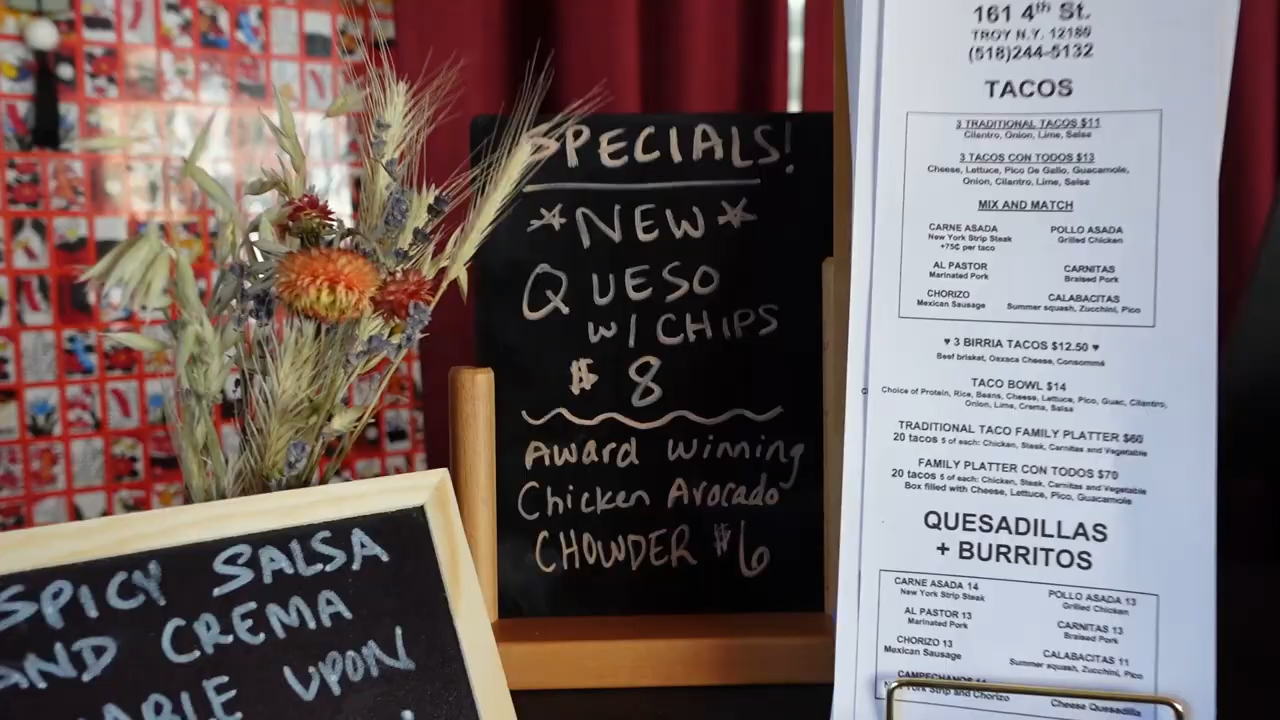 SPECIALS!
*NEW*
QUESO
W/ CHIPS
$8
Award Winning
Chicken Avocado
CHOWDER $6
SPICY SALSA
AND CREMA
UPON
161 4th St.
TROY N.Y. 12180
(518)244-5132
TACOS
3 TRADITIONAL TACOS $11
Cilantro, Onion, Lime, Salsa
3 TACOS CON TODOS $13
Cheese, Lettuce, Pico De Gallo, Guacamole,
Onion, Cilantro, Lime, Salsa
MIX AND MATCH
CARNE ASADA
New York Strip Steak
+75¢ per taco
POLLO ASADA
Grilled Chicken
AL PASTOR
Marinated Pork
CARNITAS
Braised Pork
CHORIZO
Mexican Sausage
CALABACITAS
Summer squash, Zucchini, Pico
♥ 3 BIRRIA TACOS $12.50 ♥
Beef brisket, Oaxaca Cheese, Consommé
TACO BOWL $14
Choice of Protein, Rice, Beans, Cheese, Lettuce, Pico, Guac, Cilantro,
Onion, Lime, Crema, Salsa
TRADITIONAL TACO FAMILY PLATTER $60
20 tacos 5 of each: Chicken, Steak, Carnitas and Vegetable
FAMILY PLATTER CON TODOS $70
20 tacos 5 of each: Chicken, Steak, Carnitas and Vegetable
Box filled with Cheese, Lettuce, Pico, Guacamole
QUESADILLAS
+ BURRITOS
CARNE ASADA 14
New York Strip Steak
POLLO ASADA 13
Grilled Chicken
AL PASTOR 13
Marinated Pork
CARNITAS 13
Braised Pork
CHORIZO 13
Mexican Sausage
CALABACITAS 11
Summer squash, Zucchini, Pico
CAMPECHANOS
Strip and Chorizo
Cheese Quesadilla